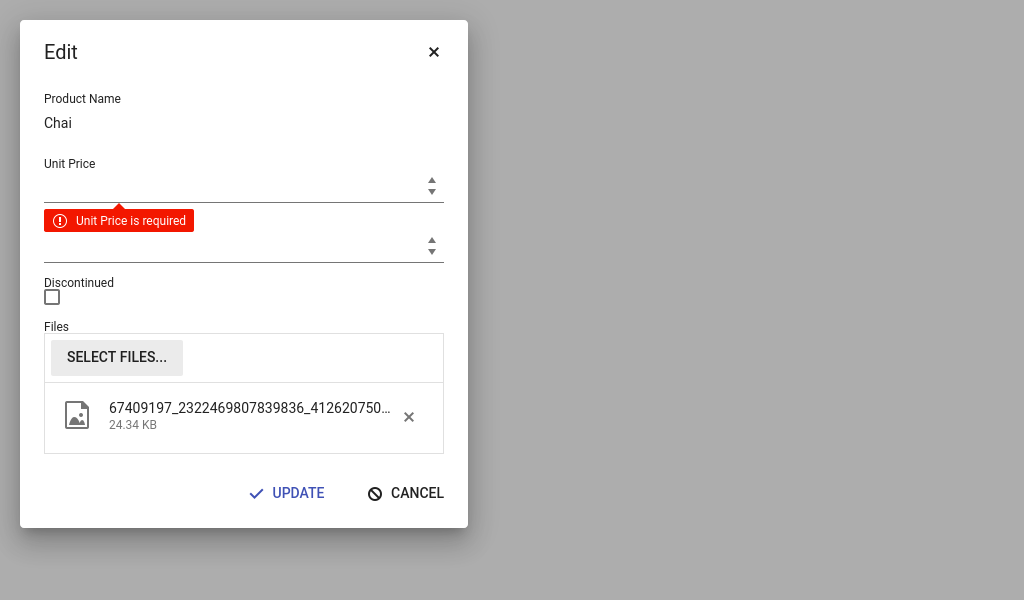 Edit
Product Name
Chai
Unit Price
Unit Price is required
Discontinued
Files
SELECT FILES...
67409197_2322469807839836_412620750...
24.34 KB
UPDATE CANCEL